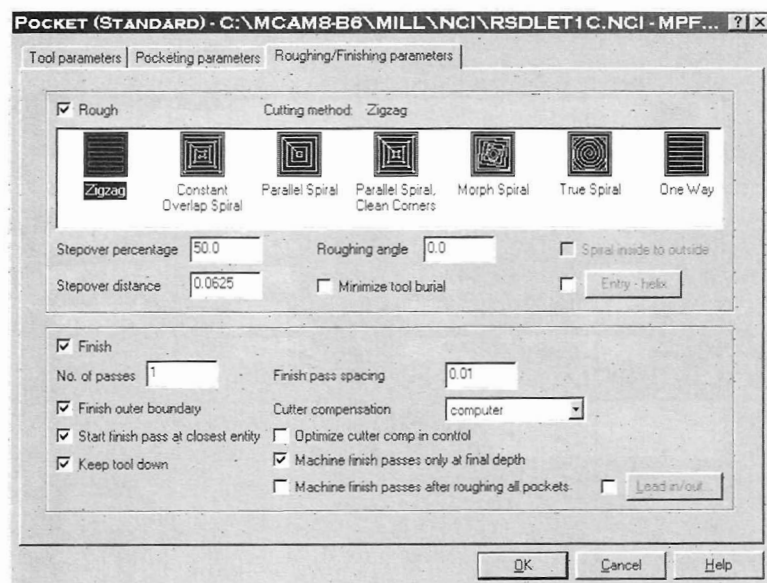 POCKET (STANDARD) - C:\MCAM8-B6\MILL\NCI\RSDLET1C.NCI - MPF... ? X
Tool parameters Pocketing parameters Roughing/Finishing parameters
Rough Cutting method: Zigzag
Zigzag Constant Overlap Spiral Parallel Spiral Parallel Spiral, Clean Corners Morph Spiral True Spiral One Way
Stepover percentage 50.0 Roughing angle 0.0 Spiral inside to outside
Stepover distance 0.0625 Minimize tool burial Entry - helix
Finish
No. of passes 1 Finish pass spacing 0.01
Finish outer boundary Cutter compensation computer
Start finish pass at closest entity Optimize cutter comp in control
Keep tool down Machine finish passes only at final depth
Machine finish passes after roughing all pockets Lead in/out...
OK Cancel Help